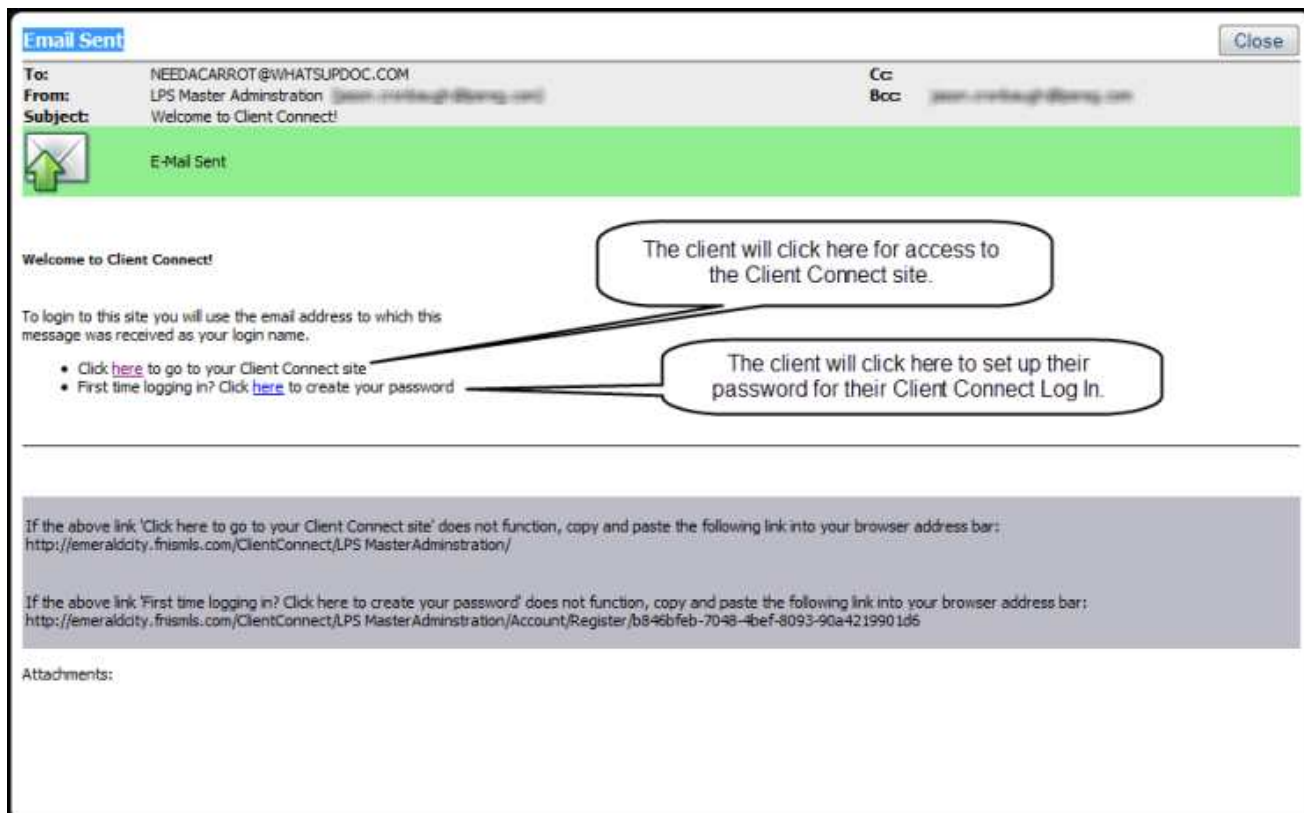 Email Sent
Close
To: NEEDACARROT@WHATSUPDOC.COM Cc:
From: LPS Master Adminstration Bcc:
Subject: Welcome to Client Connect!
E-Mail Sent
The client will click here for access to
the Client Connect site.
Welcome to Client Connect!
To login to this site you will use the email address to which this
message was received as your login name.
• Click here to go to your Client Connect site
• First time logging in? Click here to create your password
The client will click here to set up their
password for their Client Connect Log In.
If the above link 'Click here to go to your Client Connect site' does not function, copy and paste the following link into your browser address bar:
http://emeraldcity.fnismls.com/ClientConnect/LPS MasterAdminstration/
If the above link 'First time logging in? Click here to create your password' does not function, copy and paste the following link into your browser address bar:
http://emeraldcity.fnismls.com/ClientConnect/LPS MasterAdminstration/Account/Register/b846bfeb-7048-4bef-8093-90a4219901d6
Attachments: